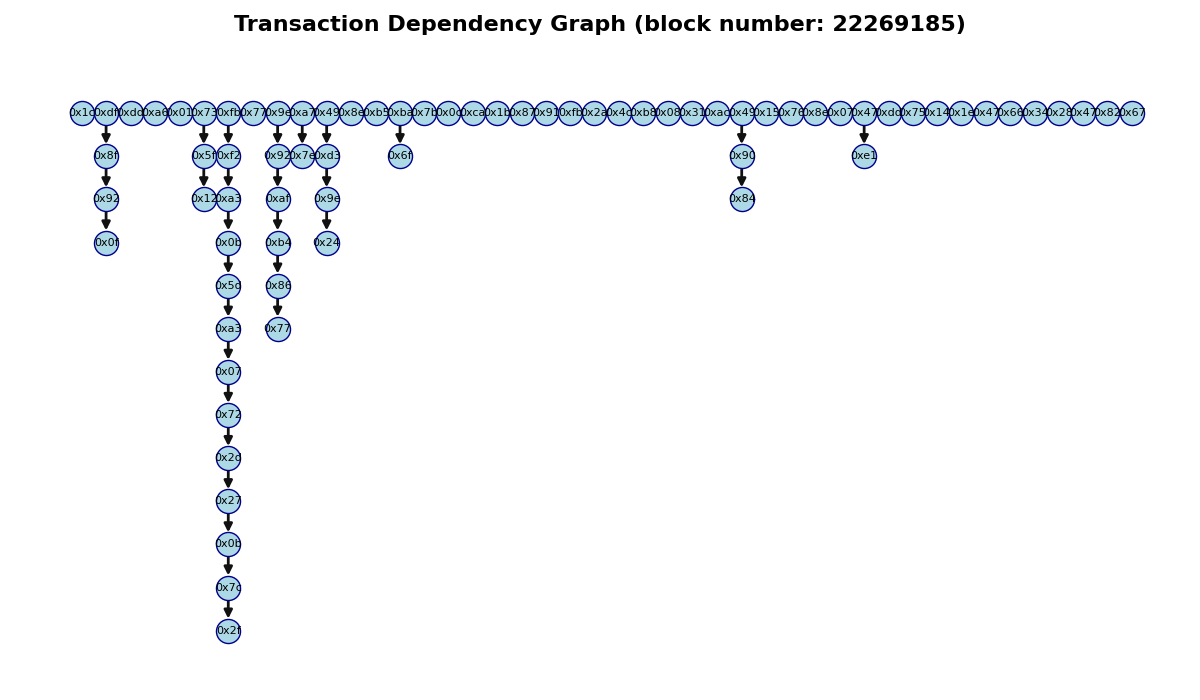 Transaction Dependency Graph (block number: 22269185)
0x1c 0xdf 0xdd 0xa6 0x01 0x73 0xfb 0x77 0x9e 0xa7 0x49 0x8e 0xb5 0xba 0x7b 0x0c 0xca 0x1b 0x87 0x91 0xfb 0x2a 0x4c 0xb8 0x08 0x31 0xac 0x49 0x15 0x76 0x8e 0x07 0x47 0xdd 0x75 0x14 0x1e 0x47 0x66 0x34 0x28 0x47 0x82 0x67
0x8f 0x5f 0xf2 0x92 0x7e 0xd3 0x6f 0x90 0xe1
0x92 0x12 0xa3 0xaf 0x9e 0x84
0x0f 0x0b 0xb4 0x24
0x5d 0x86
0xa3 0x77
0x07
0x72
0x2d
0x27
0x0b
0x7c
0x2f